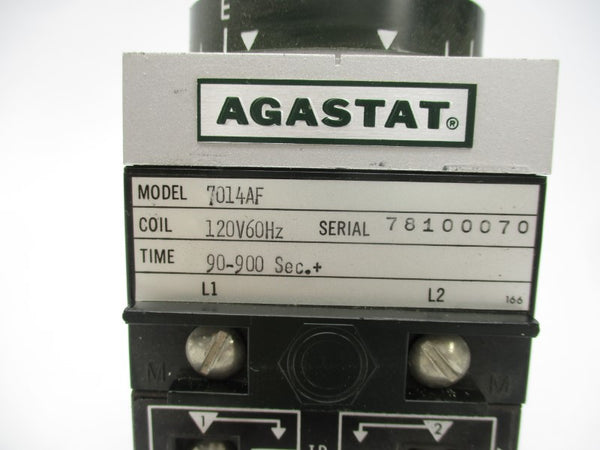 E
AGASTAT®
MODEL 7014AF
COIL 120V60Hz SERIAL 78100070
TIME 90-900 Sec.+
L1 L2 166
M M
1 2